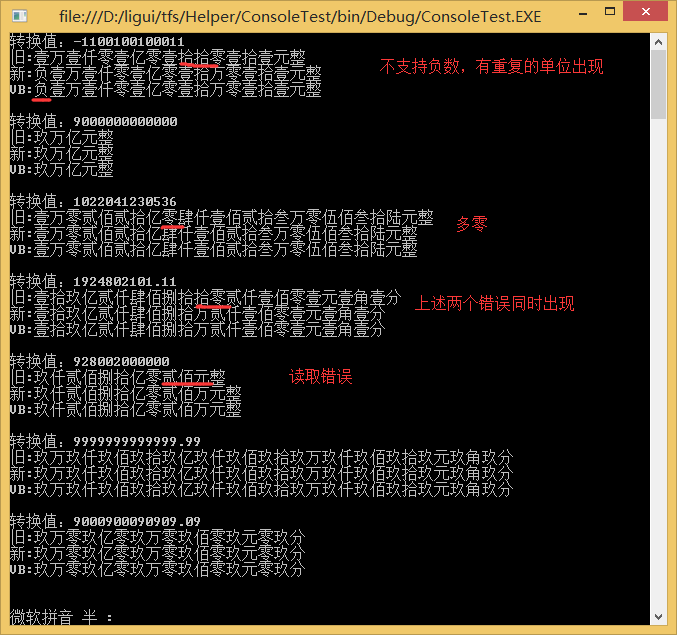 file:///D:/ligui/tfs/Helper/ConsoleTest/bin/Debug/ConsoleTest.EXE
转换值：-1100100100011
旧:壹万壹仟零壹亿零壹拾拾零壹拾壹元整
新:负壹万壹仟零壹亿零壹拾万零壹拾壹元整
VB:负壹万壹仟零壹亿零壹拾万零壹拾壹元整
不支持负数，有重复的单位出现
转换值：9000000000000
旧:玖万亿元整
新:玖万亿元整
VB:玖万亿元整
转换值：1022041230536
旧:壹万零贰佰贰拾亿零肆仟壹佰贰拾叁万零伍佰叁拾陆元整
新:壹万零贰佰贰拾亿肆仟壹佰贰拾叁万零伍佰叁拾陆元整
VB:壹万零贰佰贰拾亿肆仟壹佰贰拾叁万零伍佰叁拾陆元整
多零
转换值：1924802101.11
旧:壹拾玖亿贰仟肆佰捌拾拾零贰仟壹佰零壹元壹角壹分
新:壹拾玖亿贰仟肆佰捌拾万贰仟壹佰零壹元壹角壹分
VB:壹拾玖亿贰仟肆佰捌拾万贰仟壹佰零壹元壹角壹分
上述两个错误同时出现
转换值：928002000000
旧:玖仟贰佰捌拾亿零贰佰元整
新:玖仟贰佰捌拾亿零贰佰万元整
VB:玖仟贰佰捌拾亿零贰佰万元整
读取错误
转换值：9999999999999.99
旧:玖万玖仟玖佰玖拾玖亿玖仟玖佰玖拾玖万玖仟玖佰玖拾玖元玖角玖分
新:玖万玖仟玖佰玖拾玖亿玖仟玖佰玖拾玖万玖仟玖佰玖拾玖元玖角玖分
VB:玖万玖仟玖佰玖拾玖亿玖仟玖佰玖拾玖万玖仟玖佰玖拾玖元玖角玖分
转换值：9000900090909.09
旧:玖万零玖亿零玖万零玖佰零玖元零玖分
新:玖万零玖亿零玖万零玖佰零玖元零玖分
VB:玖万零玖亿零玖万零玖佰零玖元零玖分
微软拼音 半 ：